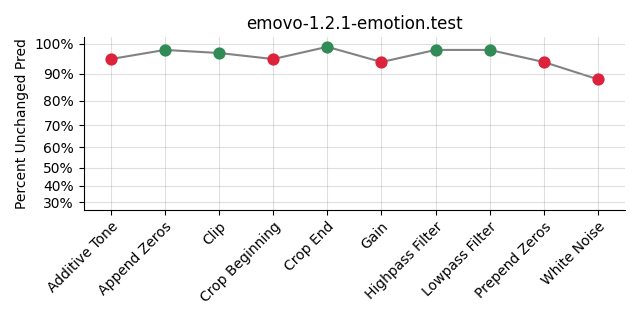 emovo-1.2.1-emotion.test
Percent Unchanged Pred
100%
90%
80%
70%
60%
50%
40%
30%
Additive Tone
Append Zeros
Clip
Crop Beginning
Crop End
Gain
Highpass Filter
Lowpass Filter
Prepend Zeros
White Noise